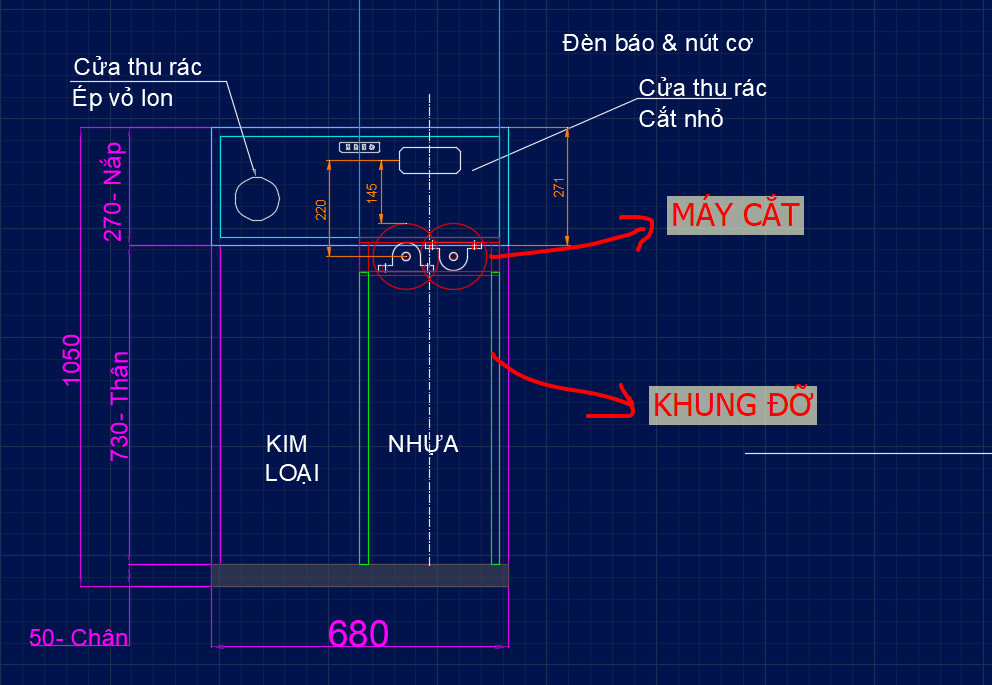 Đèn báo & nút cơ
Cửa thu rác
Ép vỏ lon
Cửa thu rác
Cắt nhỏ
270- Nắp
220
145
271
MÁY CẮT
1050
730- Thân
KHUNG ĐỠ
KIM
LOẠI
NHỰA
50- Chân
680